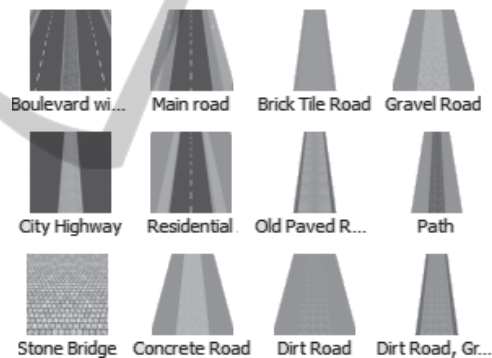 Boulevard wi... Main road Brick Tile Road Gravel Road
City Highway Residential Old Paved R... Path
Stone Bridge Concrete Road Dirt Road Dirt Road, Gr...